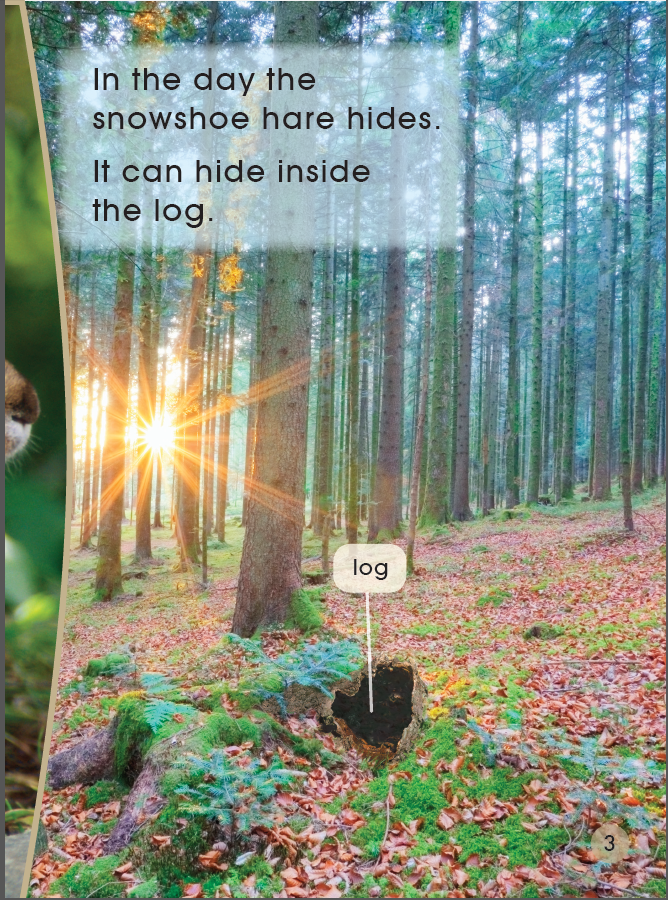 In the day the
snowshoe hare hides.
It can hide inside
the log.
log
3